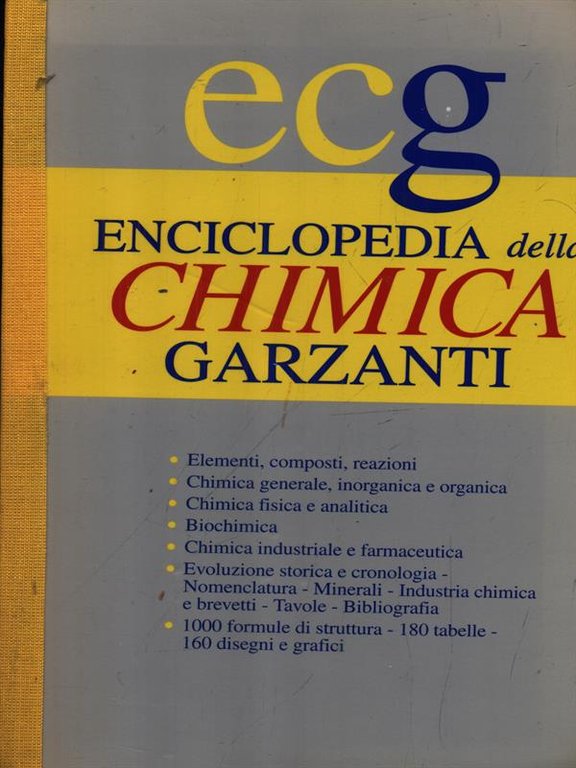 ecg
ENCICLOPEDIA della
CHIMICA
GARZANTI
• Elementi, composti, reazioni
• Chimica generale, inorganica e organica
• Chimica fisica e analitica
• Biochimica
• Chimica industriale e farmaceutica
• Evoluzione storica e cronologia -
Nomenclatura - Minerali - Industria chimica
e brevetti - Tavole - Bibliografia
• 1000 formule di struttura - 180 tabelle -
160 disegni e grafici